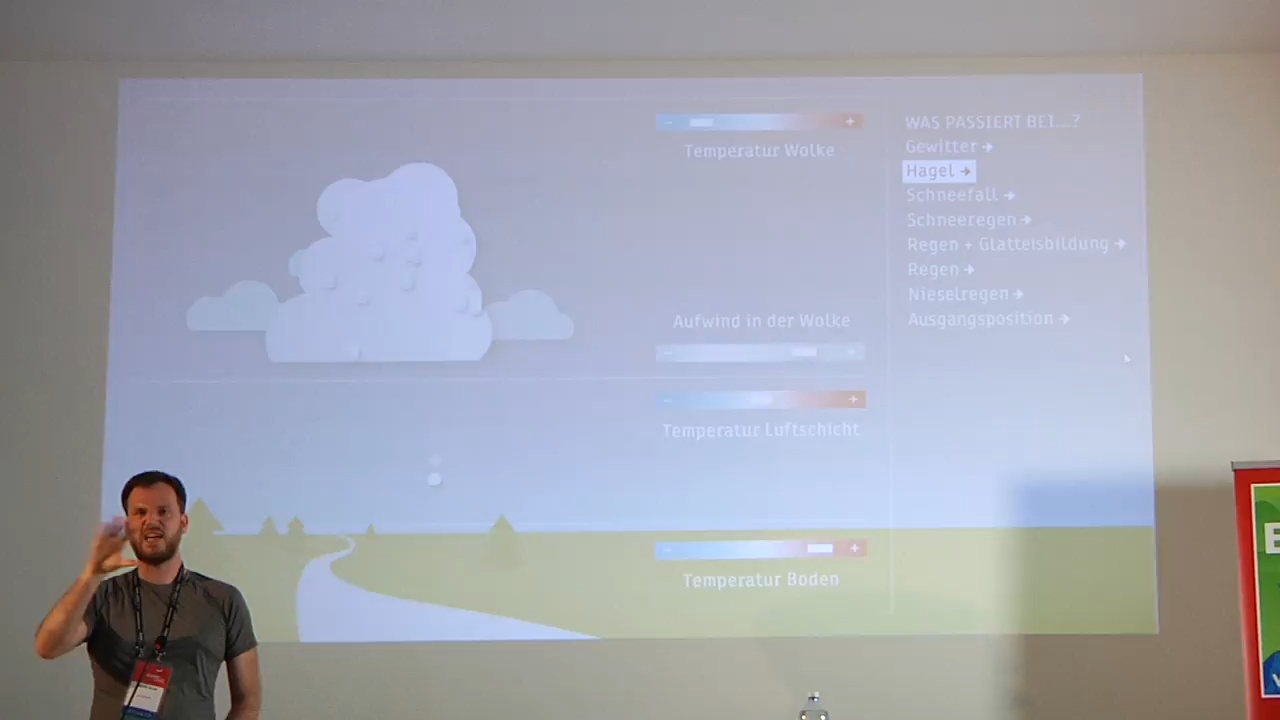 − +
Temperatur Wolke
Aufwind in der Wolke
− +
− +
Temperatur Luftschicht
− +
Temperatur Boden
WAS PASSIERT BEI...?
Gewitter →
Hagel →
Schneefall →
Schneeregen →
Regen + Glatteisbildung →
Regen →
Nieselregen →
Ausgangsposition →